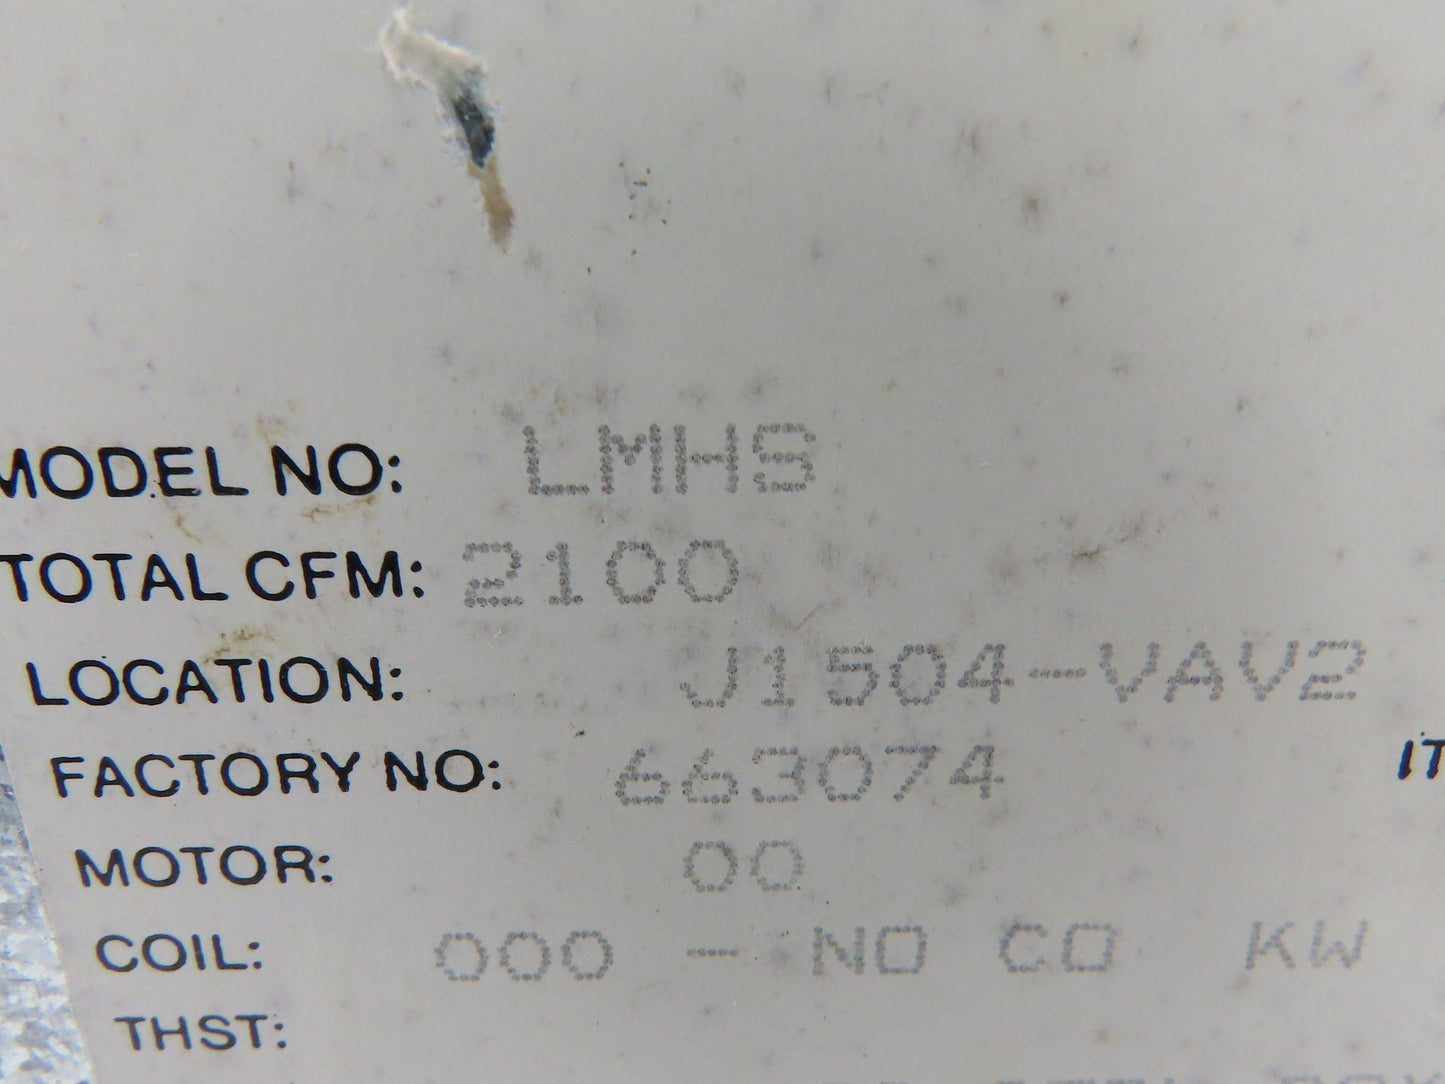 MODEL NO: LMHS
TOTAL CFM: 2100
LOCATION: J1504-VAV2
FACTORY NO: 663074 IT
MOTOR: 00
COIL: 000 - NO CO KW
THST: